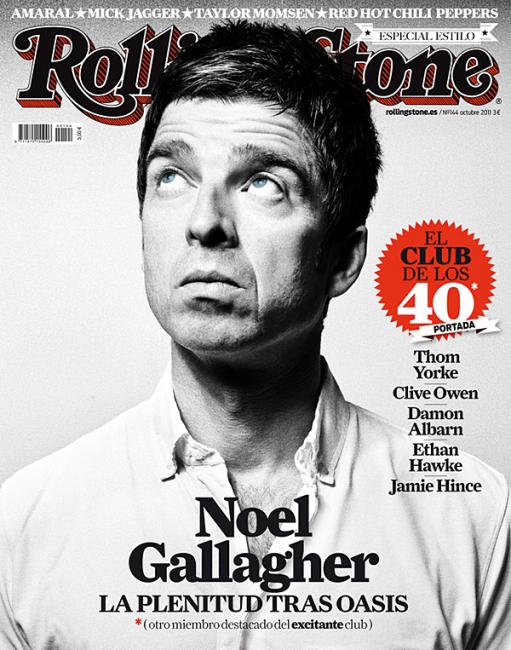 AMARAL★MICK JAGGER★TAYLOR MOMSEN★RED HOT CHILI PEPPERS
★ ESPECIAL ESTILO ★
Rolling Stone
®
rollingstone.es / Nº144 octubre 2011 3€
3,00 €
EL
CLUB
DE LOS
40*
PORTADA
Thom
Yorke
Clive Owen
Damon
Albarn
Ethan
Hawke
Jamie Hince
Noel
Gallagher
LA PLENITUD TRAS OASIS
* (otro miembro destacado del excitante club)